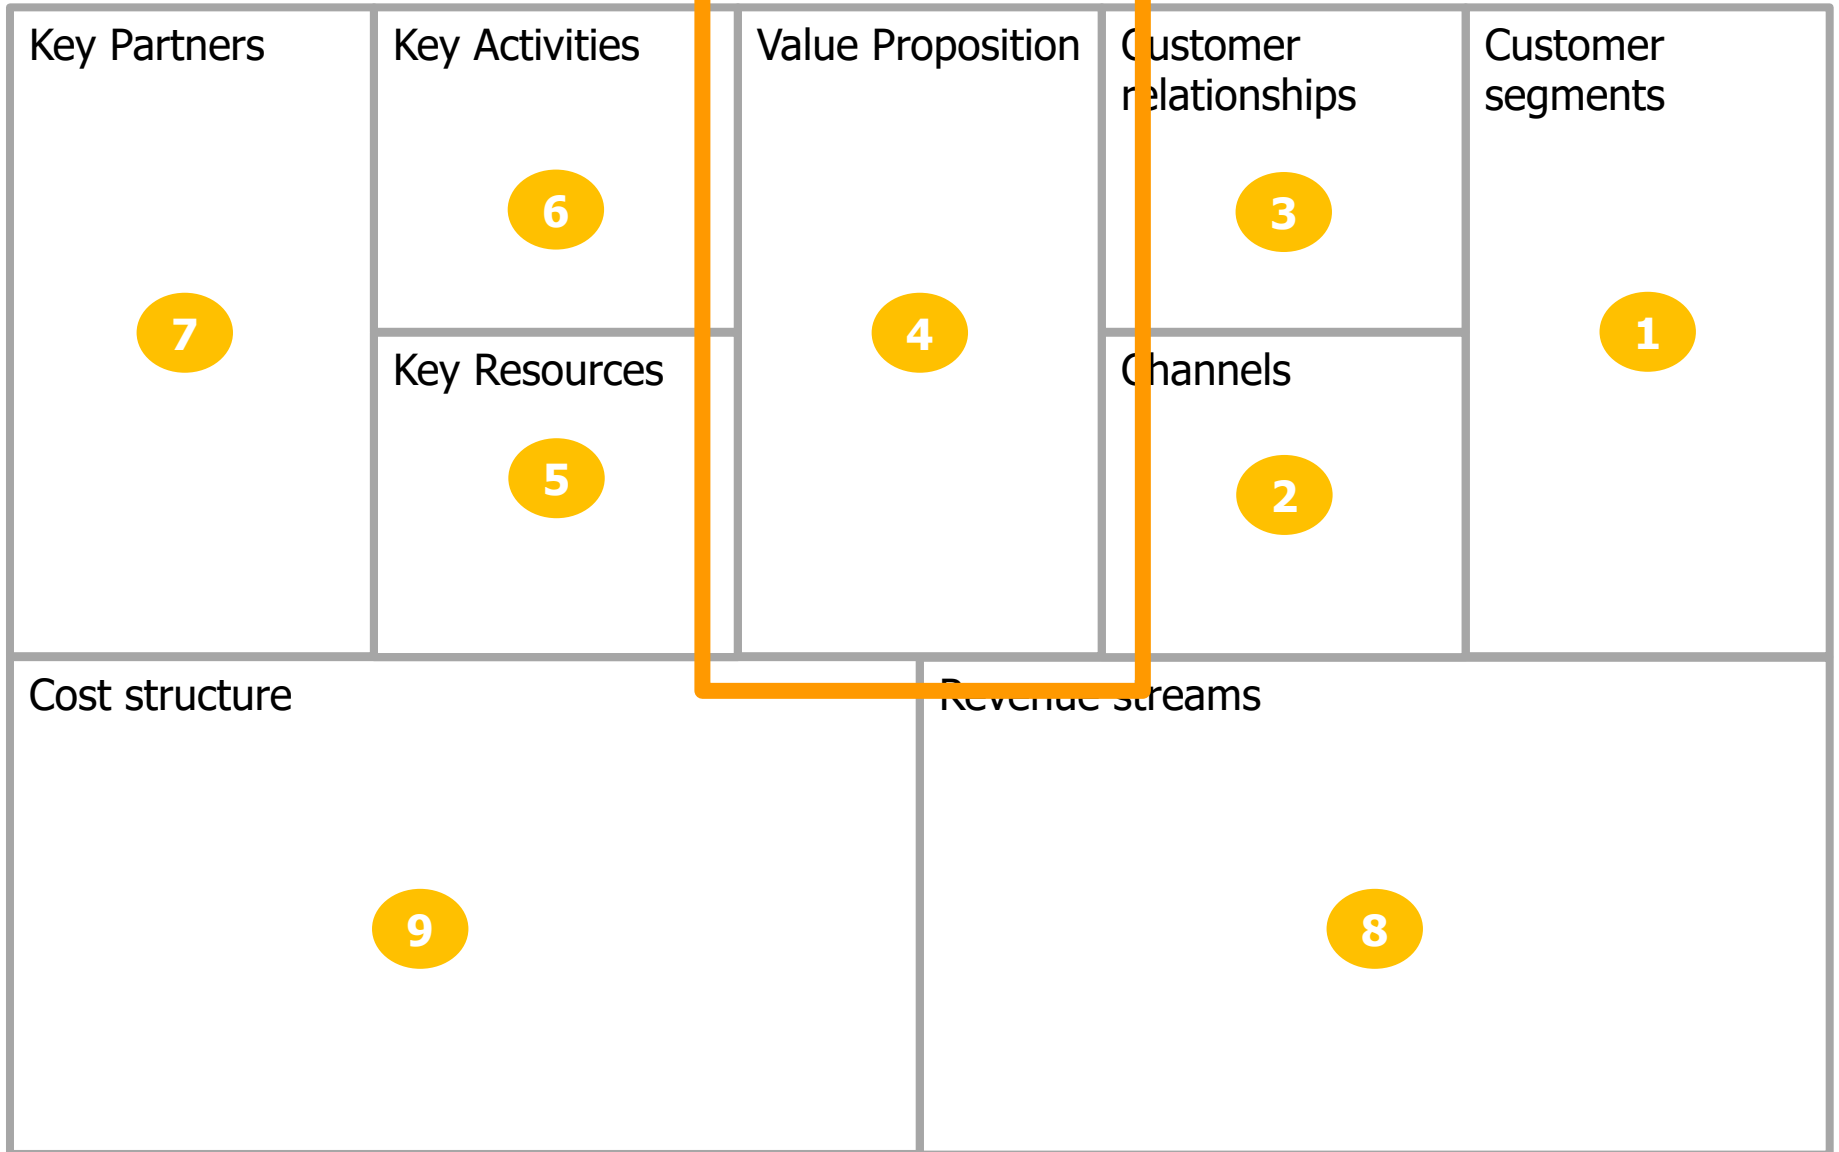 Key Partners
7
Key Activities
6
Key Resources
5
Value Proposition
4
Customer
relationships
3
Channels
2
Customer
segments
1
Cost structure
9
Revenue streams
8